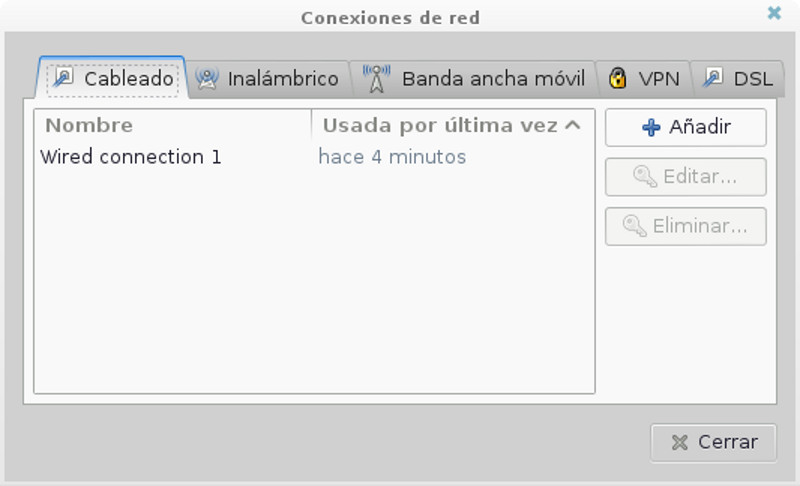 Conexiones de red
Cableado Inalámbrico Banda ancha móvil VPN DSL
Nombre Usada por última vez
Wired connection 1 hace 4 minutos
Añadir
Editar...
Eliminar...
Cerrar